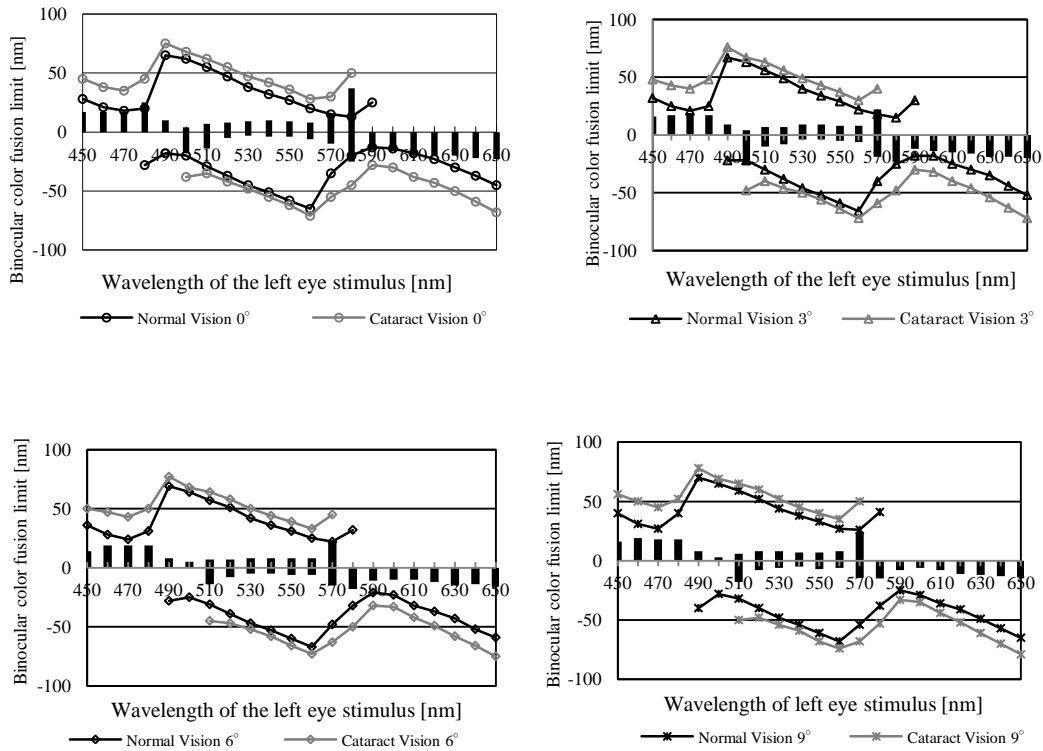 100
50
0
-50
-100
Binocular color fusion limit [nm]
450 470 490 510 530 550 570 590 610 630 650
Wavelength of the left eye stimulus [nm]
Normal Vision 0° Cataract Vision 0°
100
50
0
-50
-100
Binocular color fusion limit [nm]
450 470 490 510 530 550 570 590 610 630 650
Wavelength of the left eye stimulus [nm]
Normal Vision 3° Cataract Vision 3°
100
50
0
-50
-100
Binocular color fusion limit [nm]
450 470 490 510 530 550 570 590 610 630 650
Wavelength of the left eye stimulus [nm]
Normal Vision 6° Cataract Vision 6°
100
50
0
-50
-100
Binocular color fusion limit [nm]
450 470 490 510 530 550 570 590 610 630 650
Wavelength of the left eye stimulus [nm]
Normal Vision 9° Cataract Vision 9°